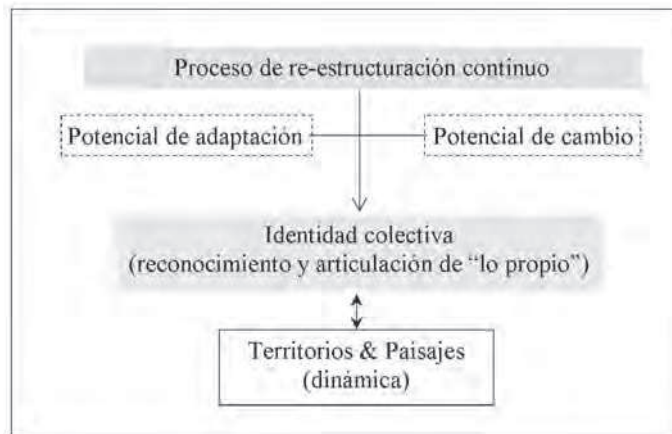 Proceso de re-estructuración continuo
Potencial de adaptación
Potencial de cambio
Identidad colectiva
(reconocimiento y articulación de “lo propio”)
Territorios & Paisajes
(dinámica)